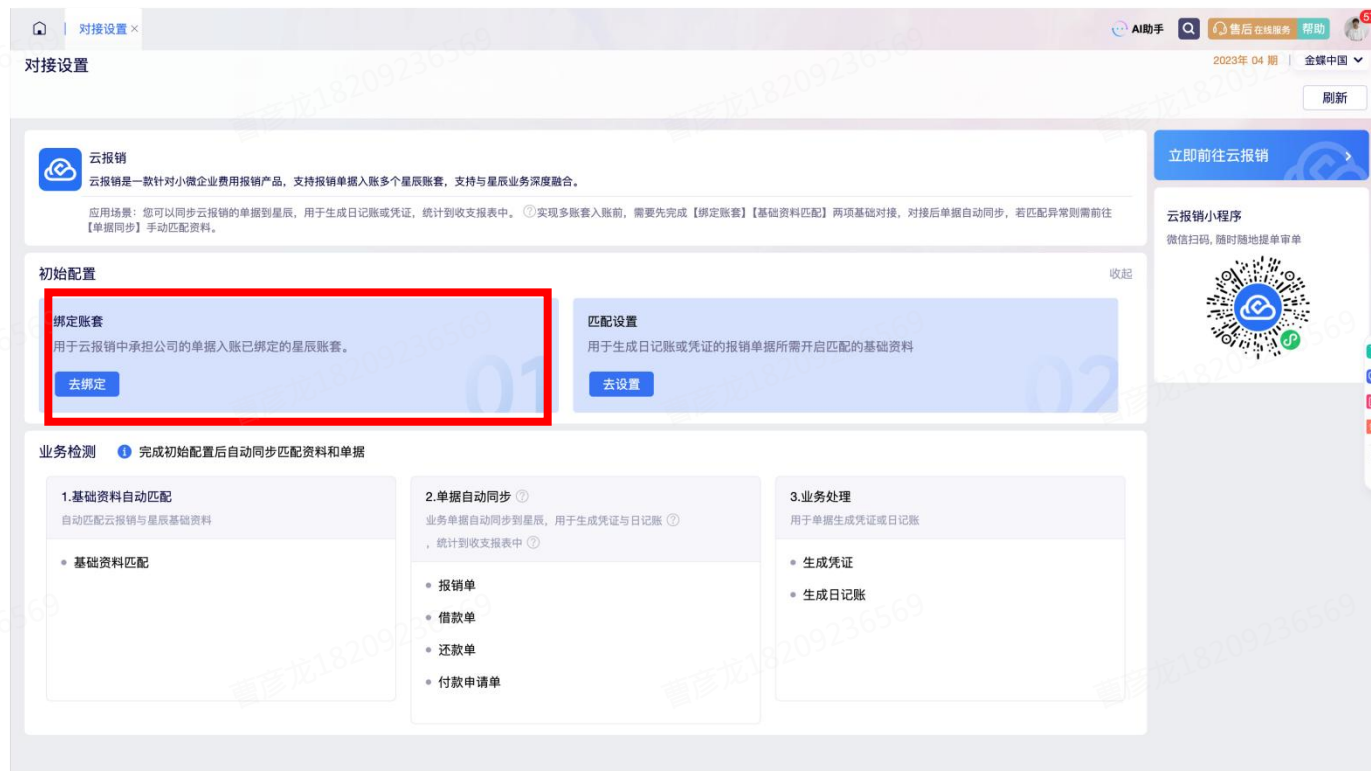 对接设置 ×
AI助手
售后 在线服务 帮助
5
对接设置
2023年 04 期 | 金蝶中国
刷新
云报销
云报销是一款针对小微企业费用报销产品，支持报销单据入账多个星辰账套，支持与星辰业务深度融合。
应用场景：您可以同步云报销的单据到星辰，用于生成日记账或凭证，统计到收支报表中。 ?实现多账套入账前，需要先完成【绑定账套】【基础资料匹配】两项基础对接，对接后单据自动同步，若匹配异常则需前往
【单据同步】手动匹配资料。
立即前往云报销
云报销小程序
微信扫码, 随时随地提单审单
初始配置
收起
绑定账套
用于云报销中承担公司的单据入账已绑定的星辰账套。
去绑定
01
匹配设置
用于生成日记账或凭证的报销单据所需开启匹配的基础资料
去设置
02
业务检测 完成初始配置后自动同步匹配资料和单据
1.基础资料自动匹配
自动匹配云报销与星辰基础资料
基础资料匹配
2.单据自动同步 ?
业务单据自动同步到星辰，用于生成凭证与日记账 ?
，统计到收支报表中 ?
报销单
借款单
还款单
付款申请单
3.业务处理
用于单据生成凭证或日记账
生成凭证
生成日记账
曹彦龙18209236569